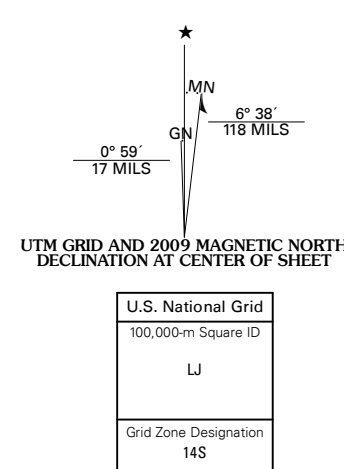 ★
MN
6° 38´
118 MILS
GN
0° 59´
17 MILS
UTM GRID AND 2009 MAGNETIC NORTH
DECLINATION AT CENTER OF SHEET
U.S. National Grid
100,000-m Square ID
LJ
Grid Zone Designation
14S